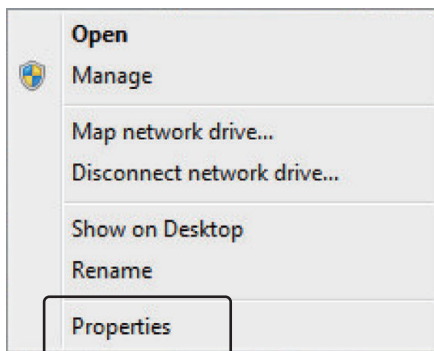 Open
Manage
Map network drive...
Disconnect network drive...
Show on Desktop
Rename
Properties